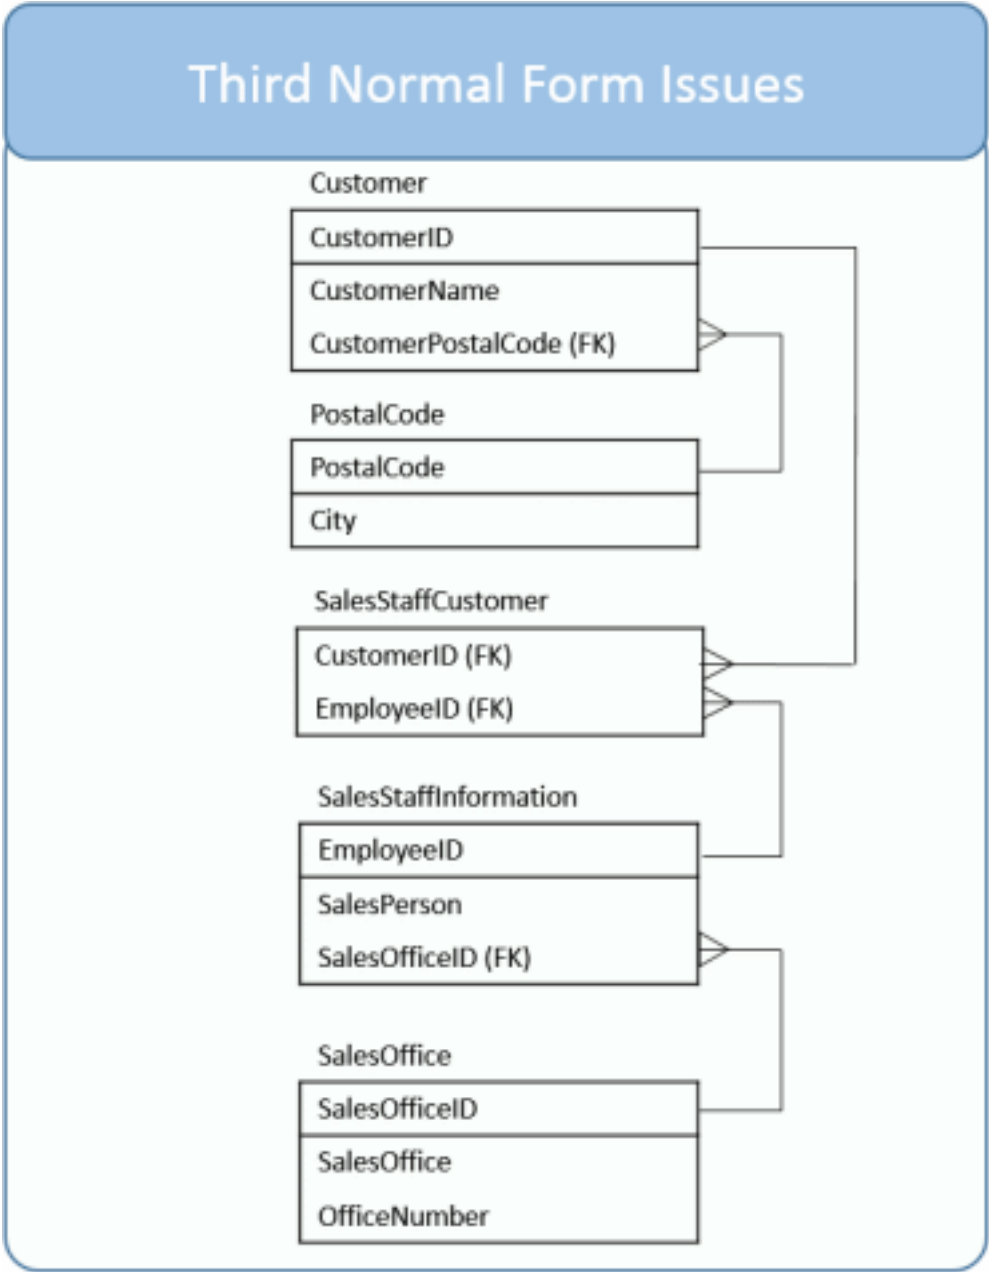 Third Normal Form Issues
Customer
CustomerID
CustomerName
CustomerPostalCode (FK)
PostalCode
PostalCode
City
SalesStaffCustomer
CustomerID (FK)
EmployeeID (FK)
SalesStaffInformation
EmployeeID
SalesPerson
SalesOfficeID (FK)
SalesOffice
SalesOfficeID
SalesOffice
OfficeNumber